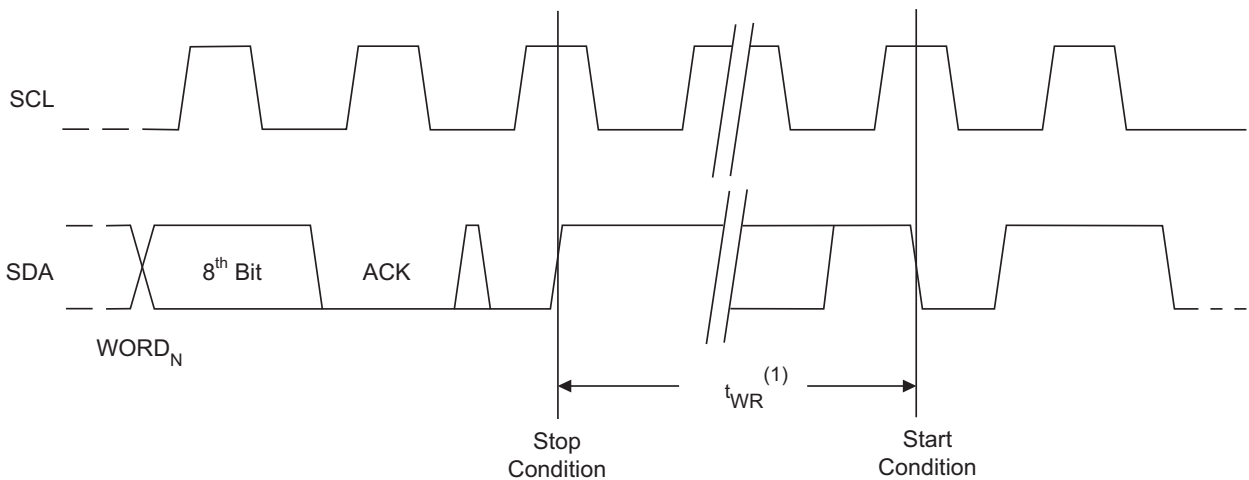 SCL
SDA
8th Bit
ACK
WORDN
tWR(1)
Stop
Condition
Start
Condition